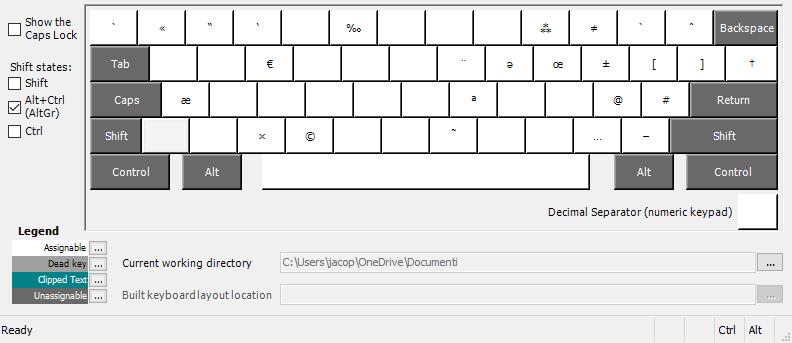 Show the
Caps Lock
Shift states:
Shift
Alt+Ctrl
(AltGr)
Ctrl
` « ‟ ‛ ‰ ⁂ ≠ ` ˆ Backspace
Tab € ¨ ə œ ± [ ] †
Caps æ ª @ # Return
Shift × © ˜ … – Shift
Control Alt Alt Control
Decimal Separator (numeric keypad)
Legend
Assignable ...
Dead key ...
Clipped Text ...
Unassignable ...
Current working directory C:\Users\jacop\OneDrive\Documenti ...
Built keyboard layout location ...
Ready Ctrl Alt